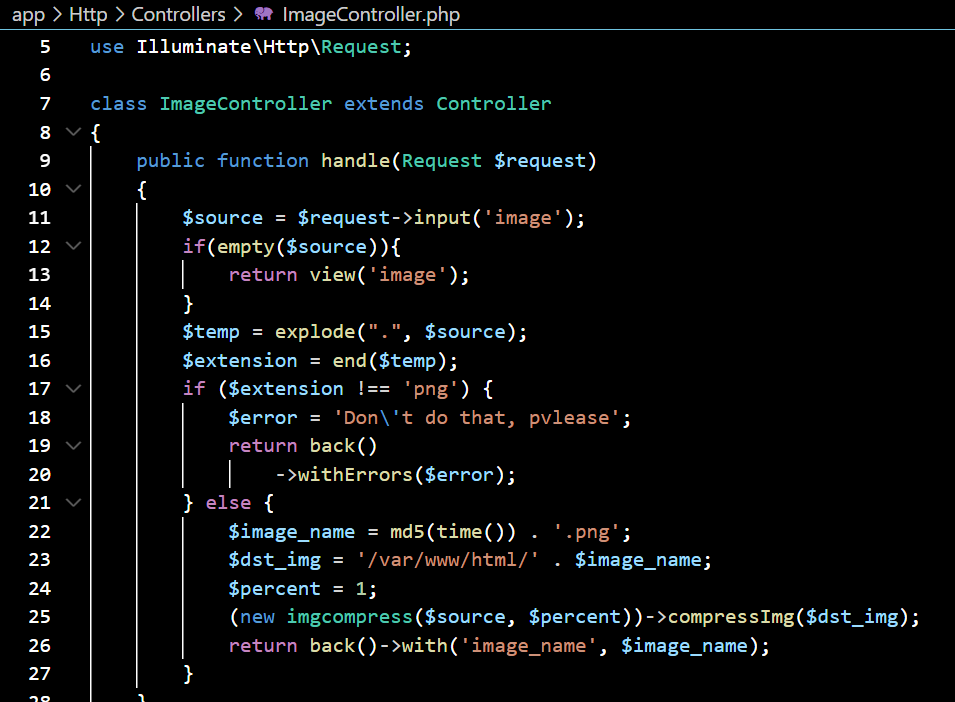 app > Http > Controllers > ImageController.php
5 use Illuminate\Http\Request;
6
7 class ImageController extends Controller
8 {
9 public function handle(Request $request)
10 {
11 $source = $request->input('image');
12 if(empty($source)){
13 return view('image');
14 }
15 $temp = explode(".", $source);
16 $extension = end($temp);
17 if ($extension !== 'png') {
18 $error = 'Don\'t do that, pvlease';
19 return back()
20 ->withErrors($error);
21 } else {
22 $image_name = md5(time()) . '.png';
23 $dst_img = '/var/www/html/' . $image_name;
24 $percent = 1;
25 (new imgcompress($source, $percent))->compressImg($dst_img);
26 return back()->with('image_name', $image_name);
27 }
28 }